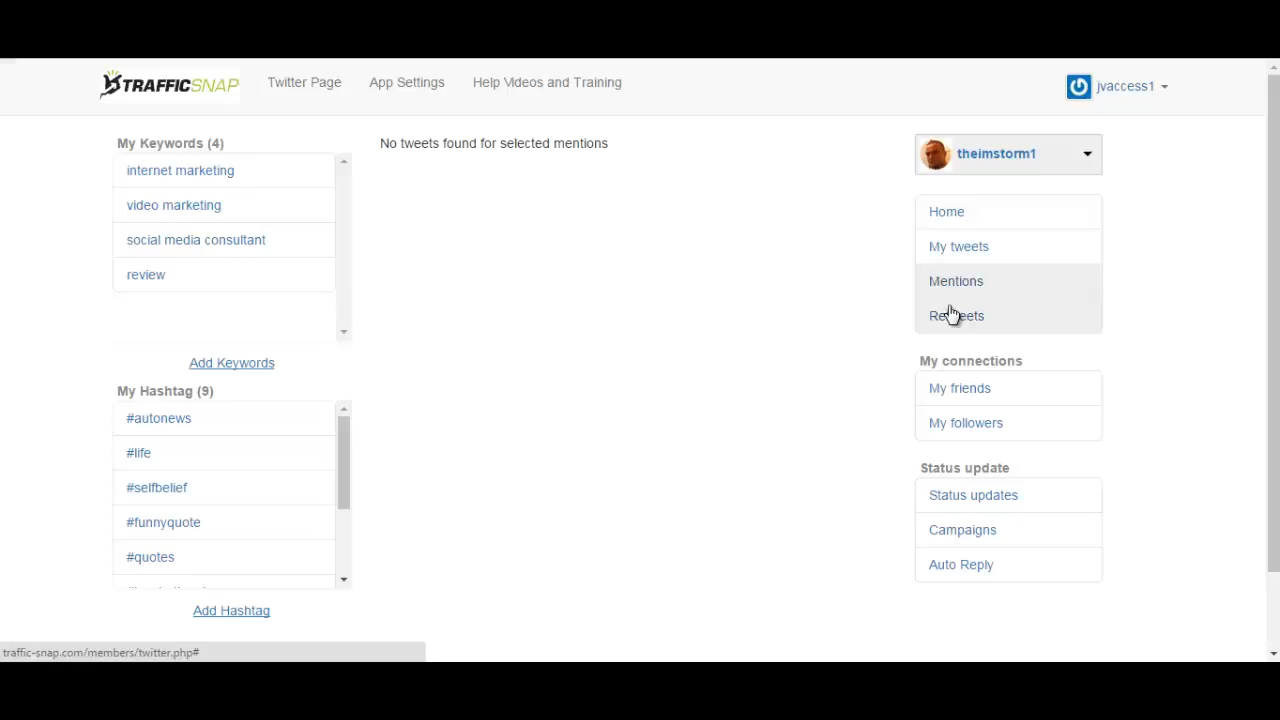 TRAFFICSNAP
Twitter Page
App Settings
Help Videos and Training
jvaccess1
My Keywords (4)
internet marketing
video marketing
social media consultant
review
Add Keywords
My Hashtag (9)
#autonews
#life
#selfbelief
#funnyquote
#quotes
Add Hashtag
No tweets found for selected mentions
theimstorm1
Home
My tweets
Mentions
Retweets
My connections
My friends
My followers
Status update
Status updates
Campaigns
Auto Reply
traffic-snap.com/members/twitter.php#